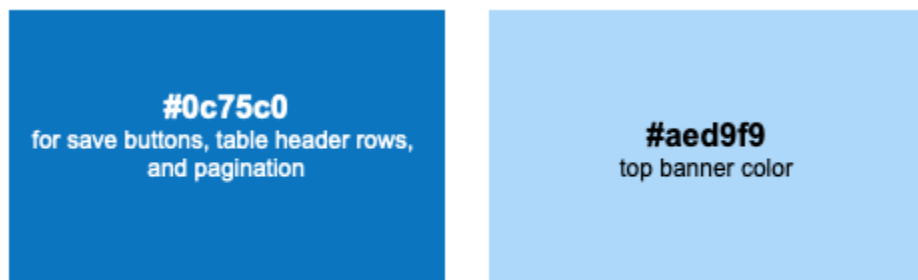 #0c75c0
for save buttons, table header rows,
and pagination
#aed9f9
top banner color